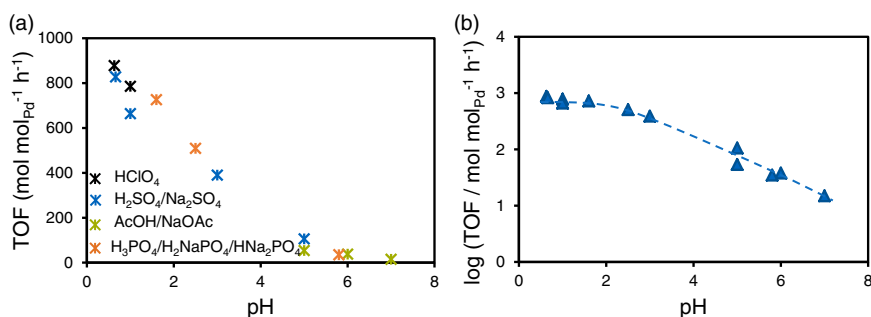 (a)
TOF (mol mol_Pd^-1 h^-1)
1000
800
600
400
200
0
HClO₄
H₂SO₄/Na₂SO₄
AcOH/NaOAc
H₃PO₄/H₂NaPO₄/HNa₂PO₄
0 2 4 6 8
pH
(b)
log (TOF / mol mol_Pd^-1 h^-1)
4
3
2
1
0
0 2 4 6 8
pH